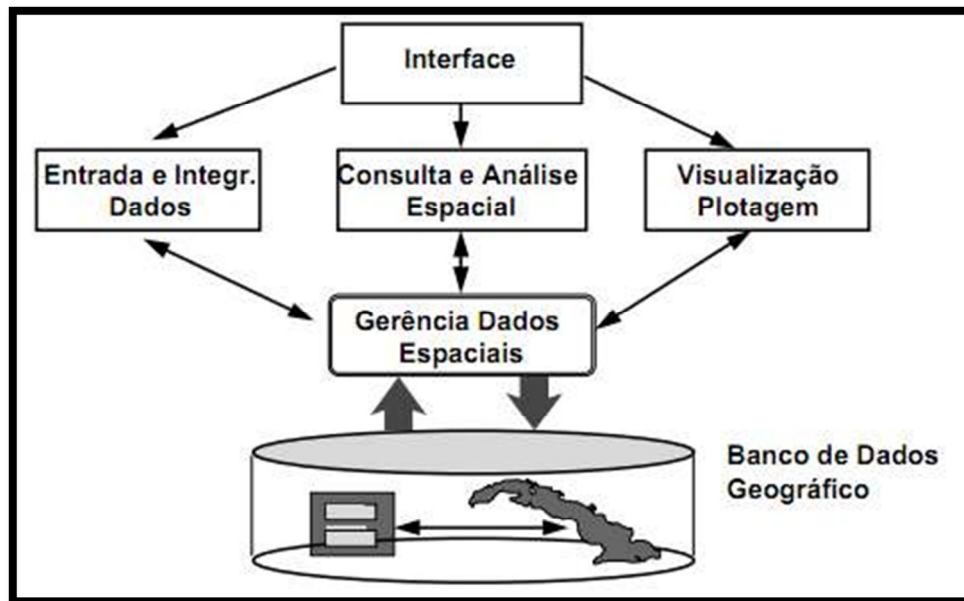 Interface
Entrada e Integr.
Dados
Consulta e Análise
Espacial
Visualização
Plotagem
Gerência Dados
Espaciais
Banco de Dados
Geográfico